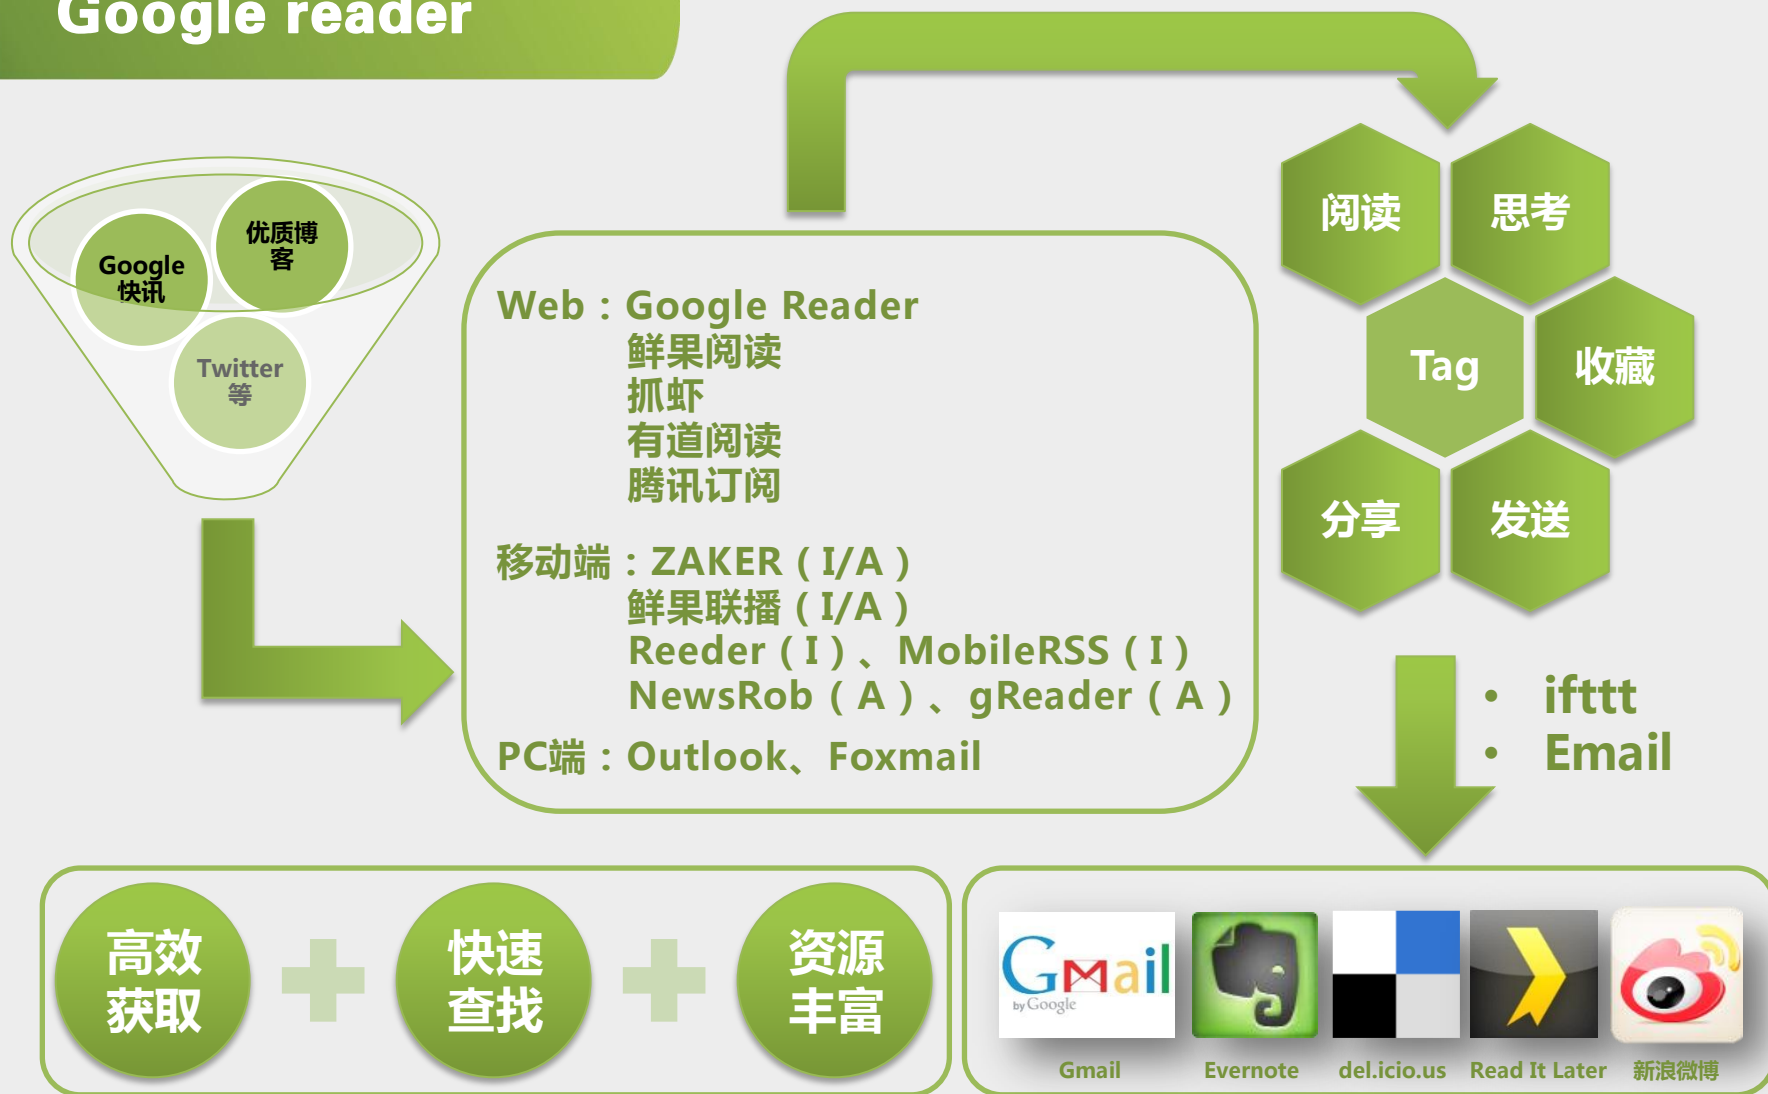 Google reader
优质博
客
Google
快讯
Twitter
等
Web：Google Reader
鲜果阅读
抓虾
有道阅读
腾讯订阅
移动端：ZAKER（I/A）
鲜果联播（I/A）
Reeder（I）、MobileRSS（I）
NewsRob（A）、gReader（A）
PC端：Outlook、Foxmail
阅读
思考
Tag
收藏
分享
发送
• ifttt
• Email
高效
获取
快速
查找
资源
丰富
Gmail
by Google
Gmail
Evernote
del.icio.us
Read It Later
新浪微博